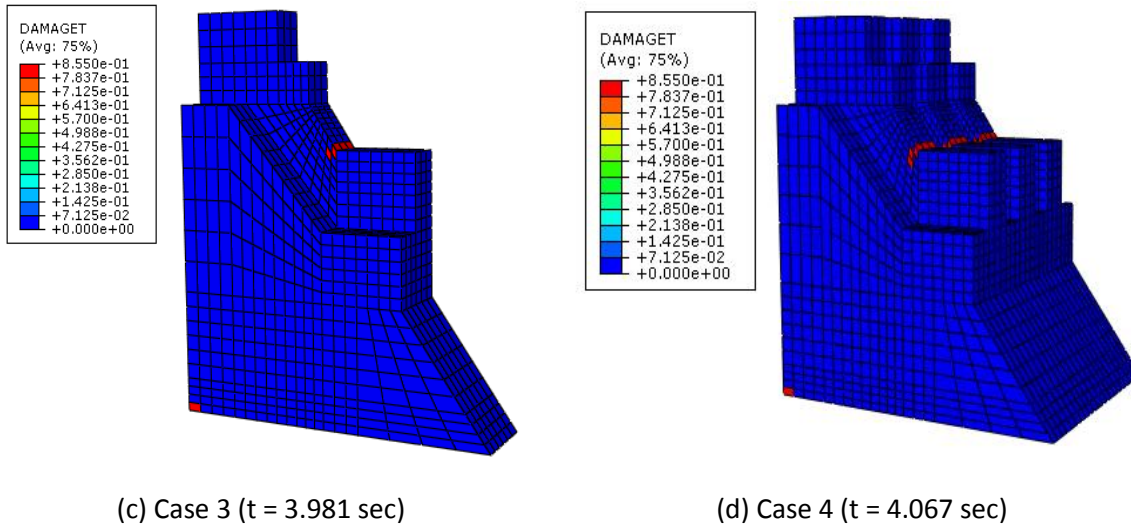 DAMAGET
(Avg: 75%)
+8.550e-01
+7.837e-01
+7.125e-01
+6.413e-01
+5.700e-01
+4.988e-01
+4.275e-01
+3.562e-01
+2.850e-01
+2.138e-01
+1.425e-01
+7.125e-02
+0.000e+00
DAMAGET
(Avg: 75%)
+8.550e-01
+7.837e-01
+7.125e-01
+6.413e-01
+5.700e-01
+4.988e-01
+4.275e-01
+3.562e-01
+2.850e-01
+2.138e-01
+1.425e-01
+7.125e-02
+0.000e+00
(c) Case 3 (t = 3.981 sec)
(d) Case 4 (t = 4.067 sec)